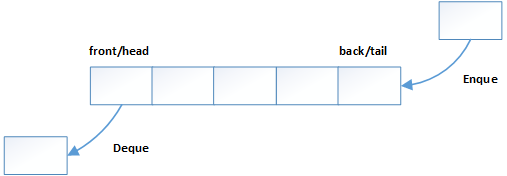 front/head
back/tail
Enque
Deque